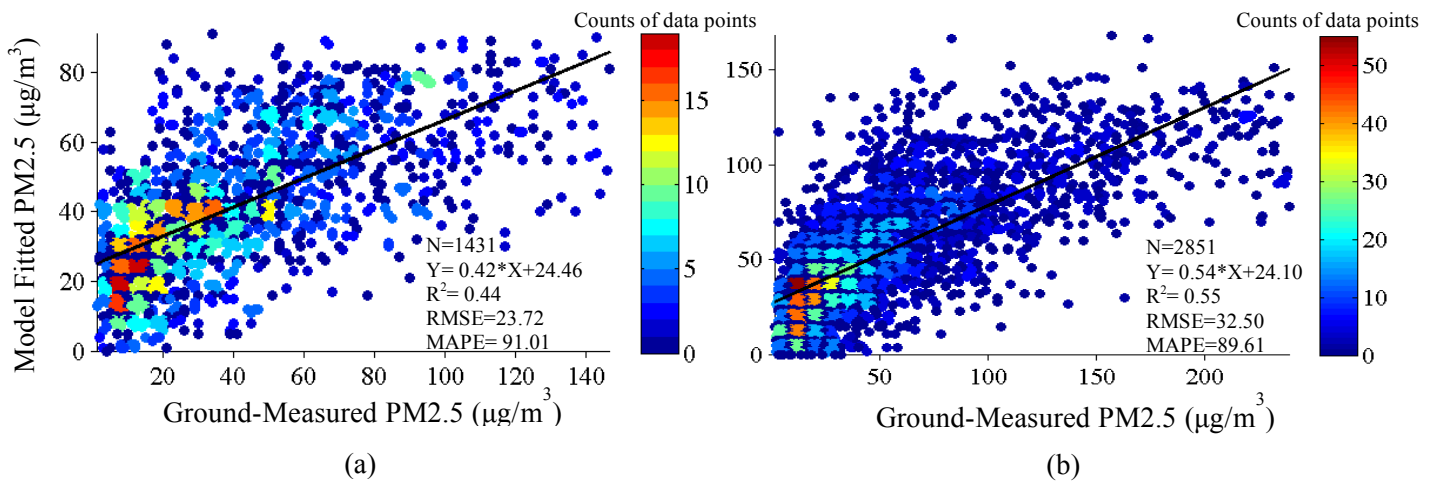 Counts of data points
Model Fitted PM2.5 (μg/m³)
80
60
40
20
0
20 40 60 80 100 120 140
Ground-Measured PM2.5 (μg/m³)
N=1431
Y= 0.42*X+24.46
R²= 0.44
RMSE=23.72
MAPE= 91.01
15
10
5
0
(a)
Counts of data points
150
100
50
0
50 100 150 200
Ground-Measured PM2.5 (μg/m³)
N=2851
Y= 0.54*X+24.10
R²= 0.55
RMSE=32.50
MAPE=89.61
50
40
30
20
10
0
(b)